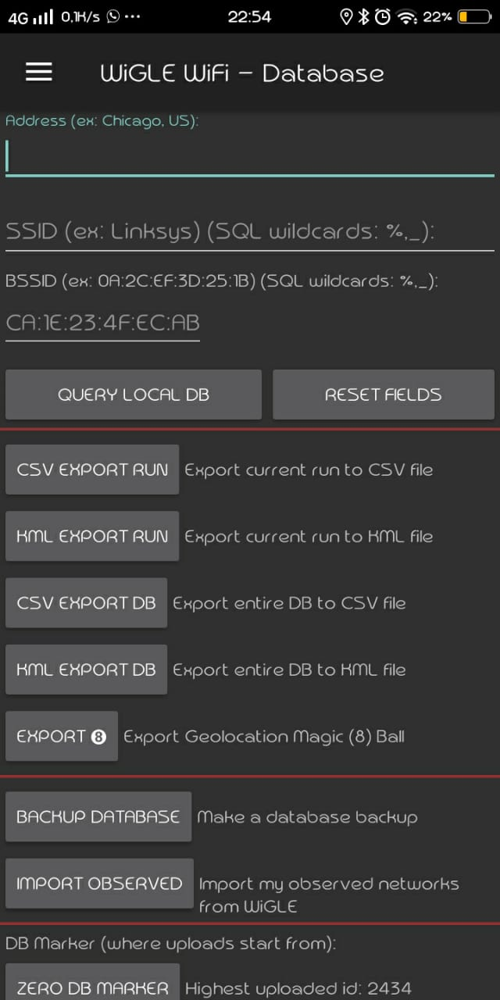 4G 0,1K/s ••• 22:54 22%
WiGLE WiFi – Database
Address (ex: Chicago, US):
SSID (ex: Linksys) (SQL wildcards: %,_):
BSSID (ex: 0A:2C:EF:3D:25:1B) (SQL wildcards: %,_):
CA:1E:23:4F:EC:AB
QUERY LOCAL DB RESET FIELDS
CSV EXPORT RUN Export current run to CSV file
KML EXPORT RUN Export current run to KML file
CSV EXPORT DB Export entire DB to CSV file
KML EXPORT DB Export entire DB to KML file
EXPORT 8 Export Geolocation Magic (8) Ball
BACKUP DATABASE Make a database backup
IMPORT OBSERVED Import my observed networks
from WiGLE
DB Marker (where uploads start from):
ZERO DB MARKER Highest uploaded id: 2434